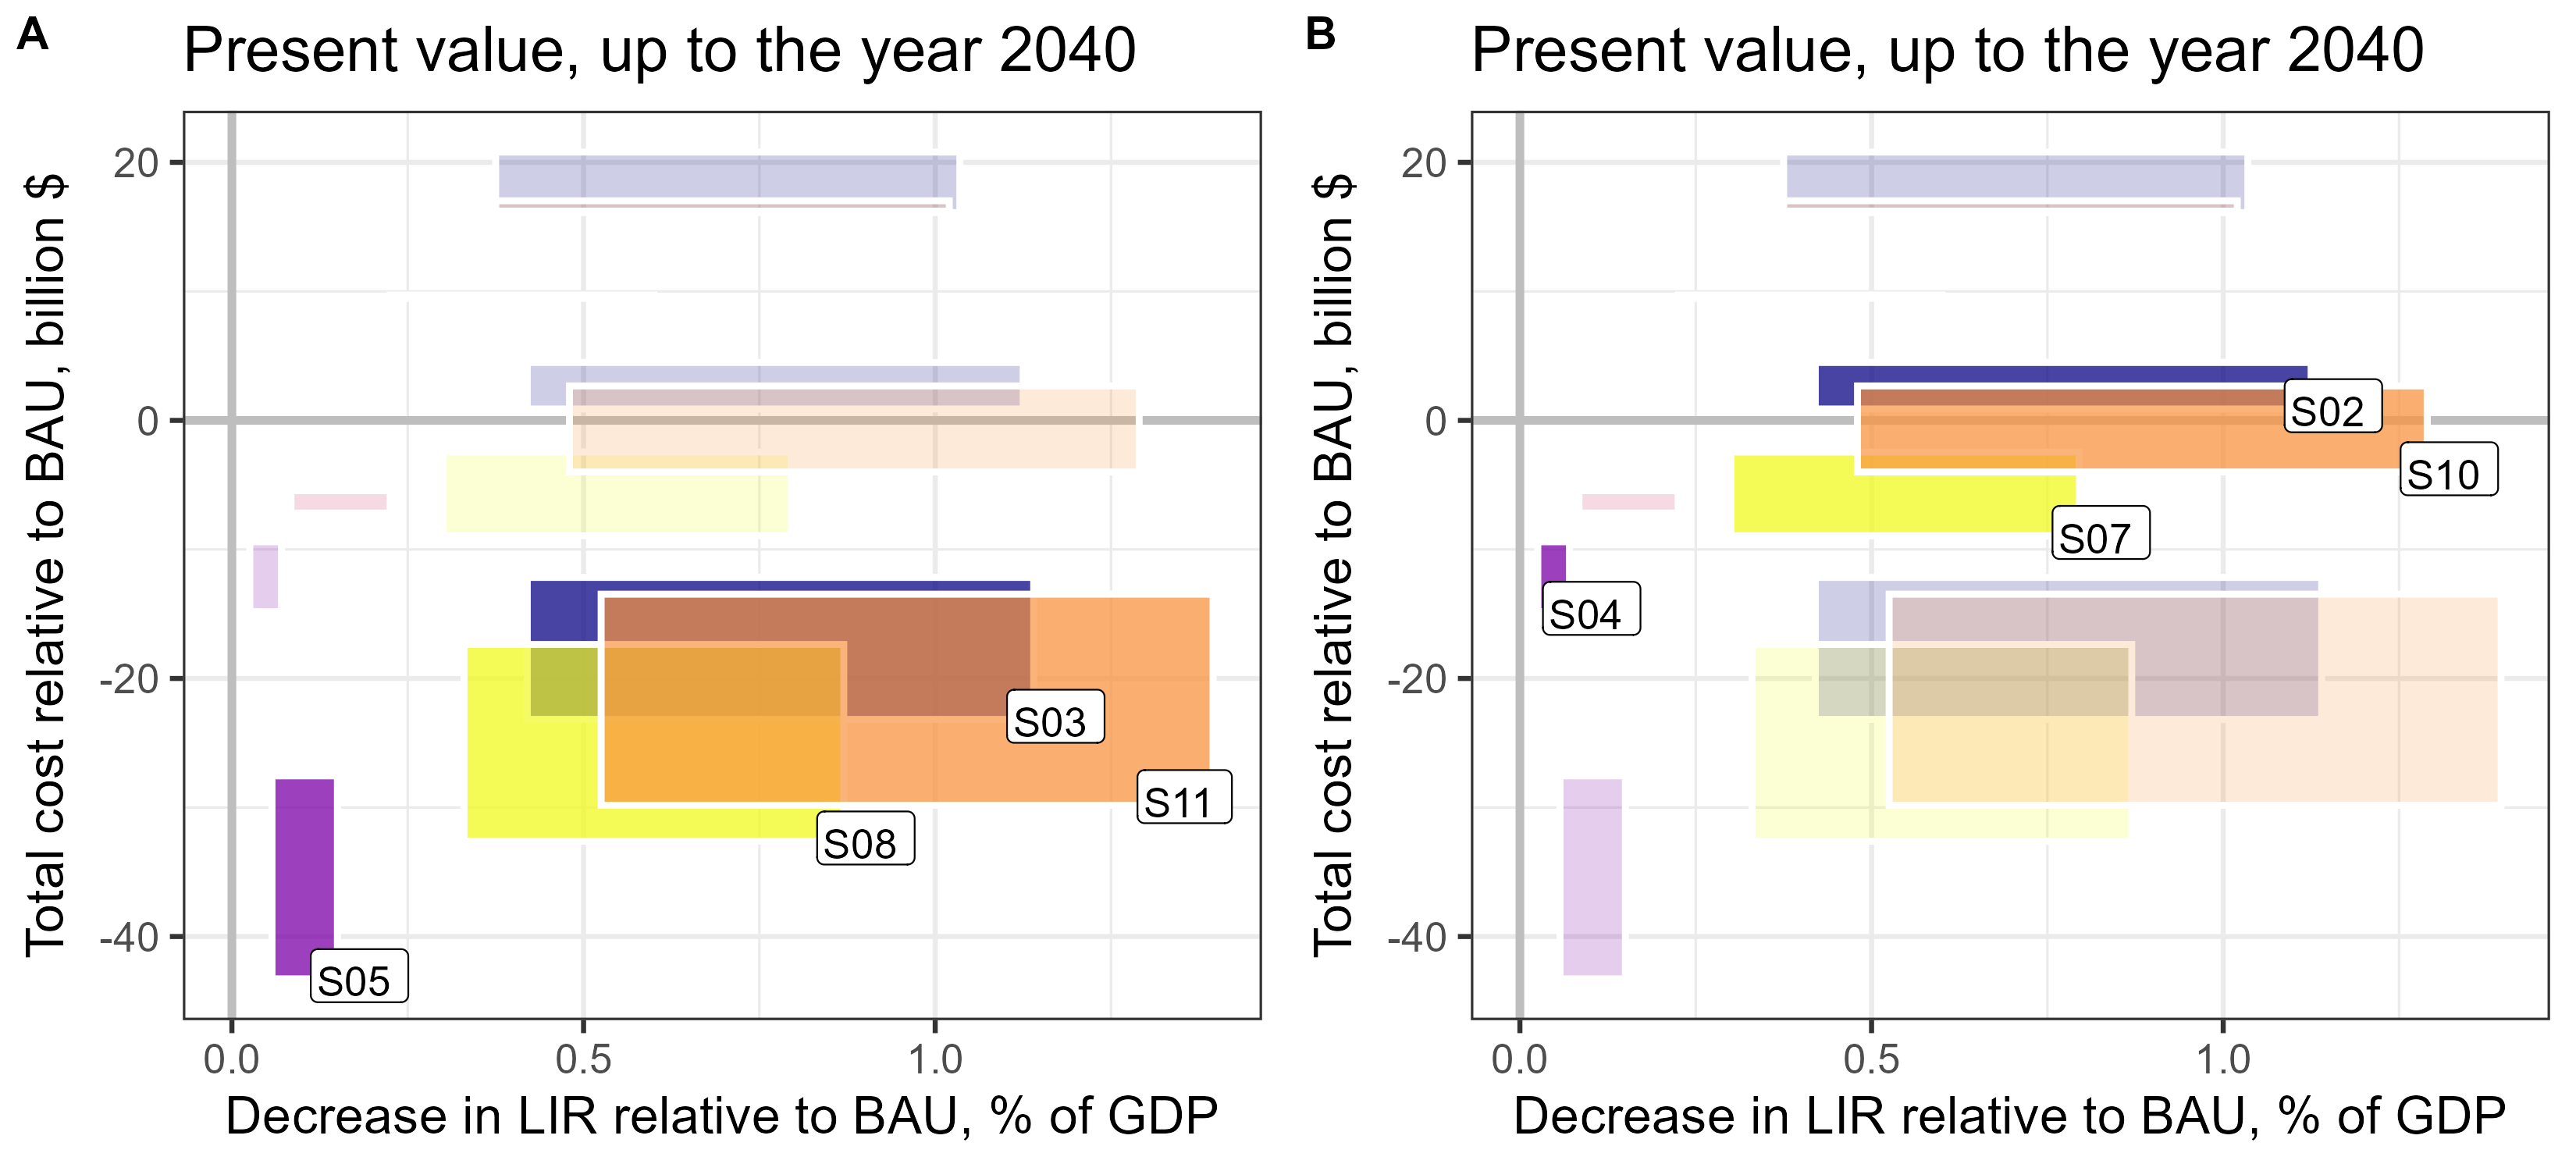 A
Present value, up to the year 2040
Total cost relative to BAU, billion $
20
0
-20
-40
S03
S11
S08
S05
0.0
0.5
1.0
Decrease in LIR relative to BAU, % of GDP
B
Present value, up to the year 2040
Total cost relative to BAU, billion $
20
0
-20
-40
S02
S10
S07
S04
0.0
0.5
1.0
Decrease in LIR relative to BAU, % of GDP